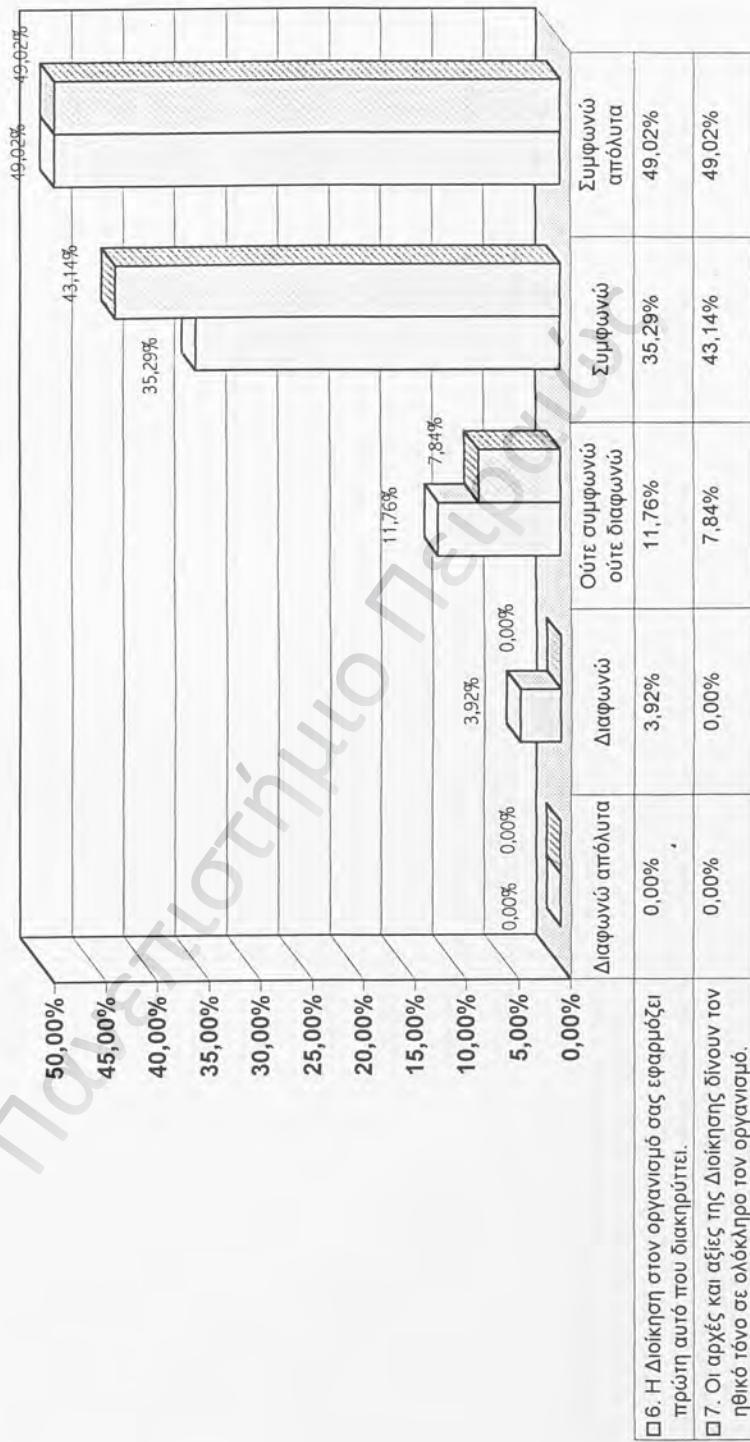 50,00%
45,00%
40,00%
35,00%
30,00%
25,00%
20,00%
15,00%
10,00%
5,00%
0,00%
0,00% 0,00%
3,92% 0,00%
11,76% 7,84%
35,29% 43,14%
49,02% 49,02%
Διαφωνώ απόλυτα Διαφωνώ Ούτε συμφωνώ Συμφωνώ Συμφωνώ
ούτε διαφωνώ απόλυτα
6. Η Διοίκηση στον οργανισμό σας εφαρμόζει 0,00% 3,92% 11,76% 35,29% 49,02%
πρώτη αυτό που διακηρύττει.
7. Οι αρχές και αξίες της Διοίκησης δίνουν τον 0,00% 0,00% 7,84% 43,14% 49,02%
ηθικό τόνο σε ολόκληρο τον οργανισμό.
Πανεπιστήμιο Πειραιώς